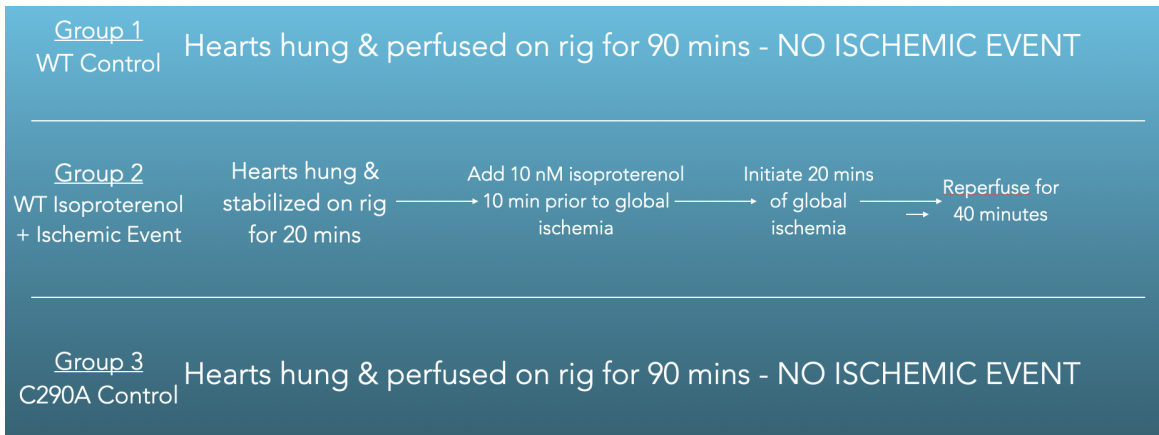 Group 1
WT Control
Hearts hung & perfused on rig for 90 mins - NO ISCHEMIC EVENT
Group 2
WT Isoproterenol
+ Ischemic Event
Hearts hung &
stabilized on rig
for 20 mins
Add 10 nM isoproterenol
10 min prior to global
ischemia
Initiate 20 mins
of global
ischemia
Reperfuse for
40 minutes
Group 3
C290A Control
Hearts hung & perfused on rig for 90 mins - NO ISCHEMIC EVENT